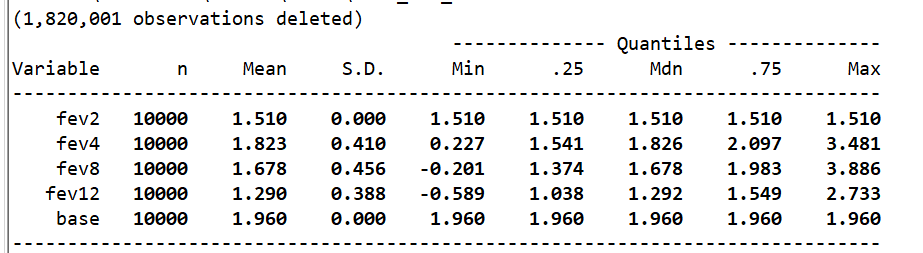 (1,820,001 observations deleted)
-------------- Quantiles --------------
Variable n Mean S.D. Min .25 Mdn .75 Max
-------------------------------------------------------------------------------
fev2 10000 1.510 0.000 1.510 1.510 1.510 1.510 1.510
fev4 10000 1.823 0.410 0.227 1.541 1.826 2.097 3.481
fev8 10000 1.678 0.456 -0.201 1.374 1.678 1.983 3.886
fev12 10000 1.290 0.388 -0.589 1.038 1.292 1.549 2.733
base 10000 1.960 0.000 1.960 1.960 1.960 1.960 1.960
-------------------------------------------------------------------------------